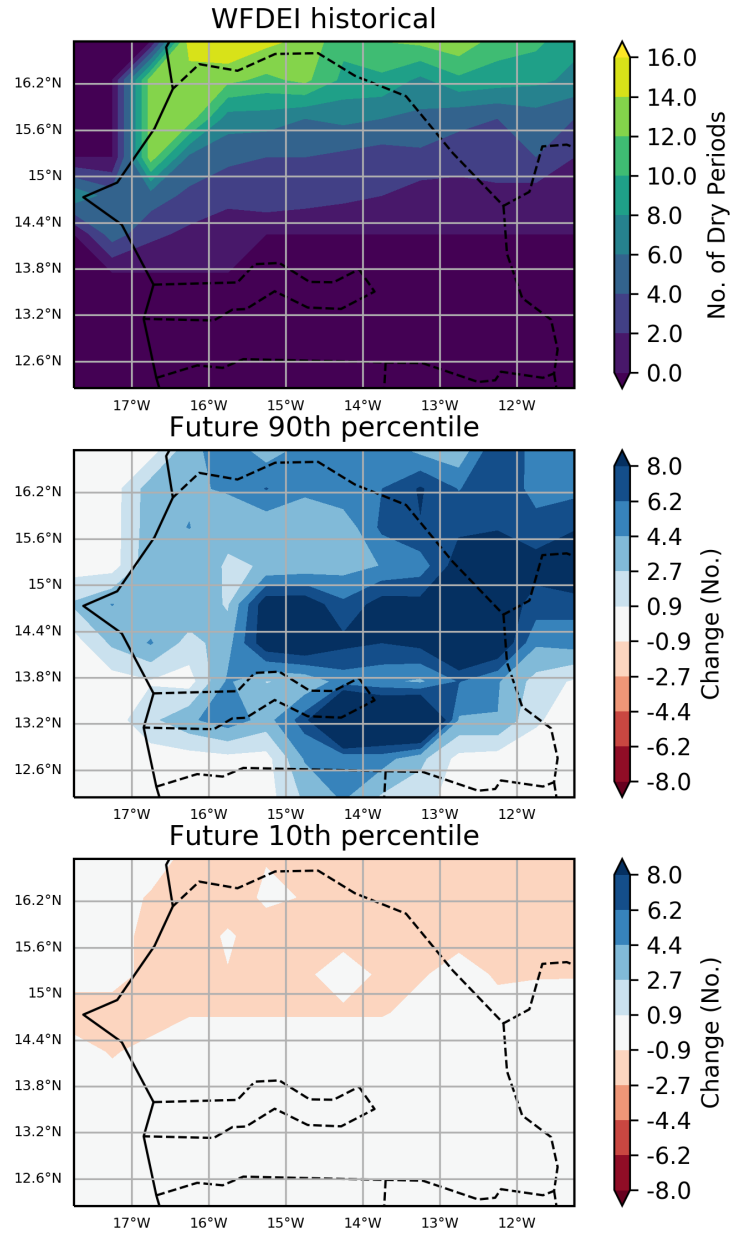 WFDEI historical
16.2°N
15.6°N
15°N
14.4°N
13.8°N
13.2°N
12.6°N
17°W 16°W 15°W 14°W 13°W 12°W
16.0
14.0
12.0
10.0
8.0
6.0
4.0
2.0
0.0
No. of Dry Periods
Future 90th percentile
16.2°N
15.6°N
15°N
14.4°N
13.8°N
13.2°N
12.6°N
17°W 16°W 15°W 14°W 13°W 12°W
8.0
6.2
4.4
2.7
0.9
-0.9
-2.7
-4.4
-6.2
-8.0
Change (No.)
Future 10th percentile
16.2°N
15.6°N
15°N
14.4°N
13.8°N
13.2°N
12.6°N
17°W 16°W 15°W 14°W 13°W 12°W
8.0
6.2
4.4
2.7
0.9
-0.9
-2.7
-4.4
-6.2
-8.0
Change (No.)